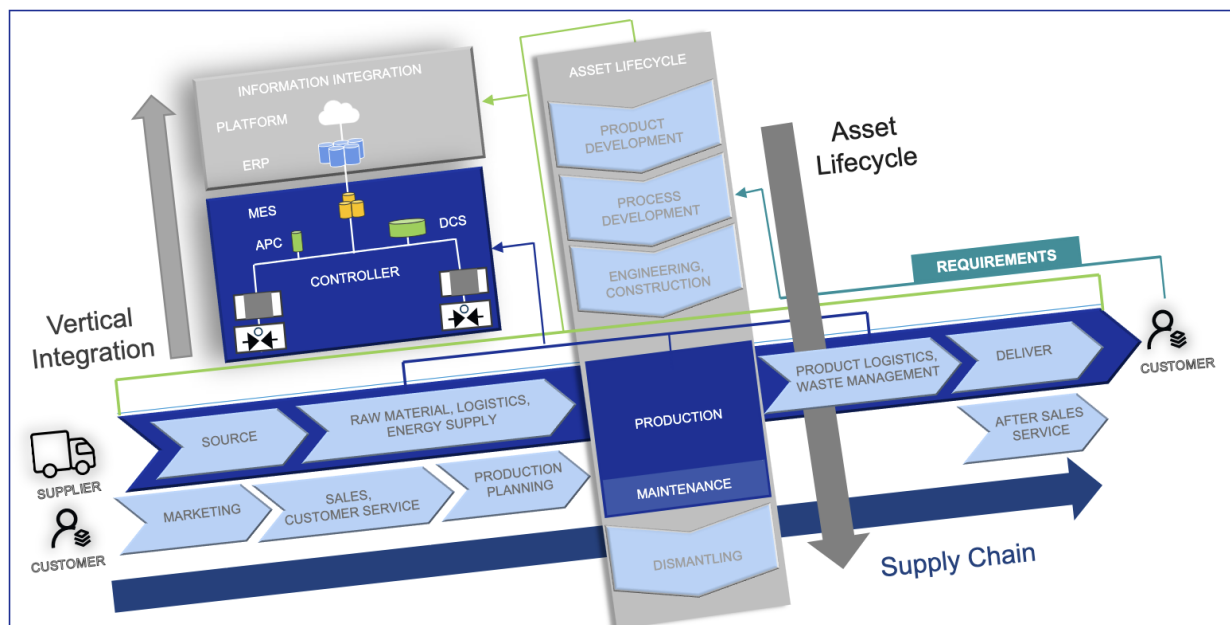 INFORMATION INTEGRATION
PLATFORM
ERP
MES
APC
DCS
CONTROLLER
Vertical
Integration
ASSET LIFECYCLE
PRODUCT
DEVELOPMENT
PROCESS
DEVELOPMENT
ENGINEERING,
CONSTRUCTION
Asset
Lifecycle
REQUIREMENTS
CUSTOMER
SOURCE
RAW MATERIAL, LOGISTICS,
ENERGY SUPPLY
PRODUCTION
MAINTENANCE
PRODUCT LOGISTICS,
WASTE MANAGEMENT
DELIVER
AFTER SALES
SERVICE
SUPPLIER
CUSTOMER
MARKETING
SALES,
CUSTOMER SERVICE
PRODUCTION
PLANNING
DISMANTLING
Supply Chain